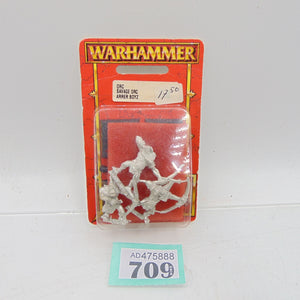 WARHAMMER
ORC
SAVAGE ORC
ARRER BOYZ
17.50
AD475888
709